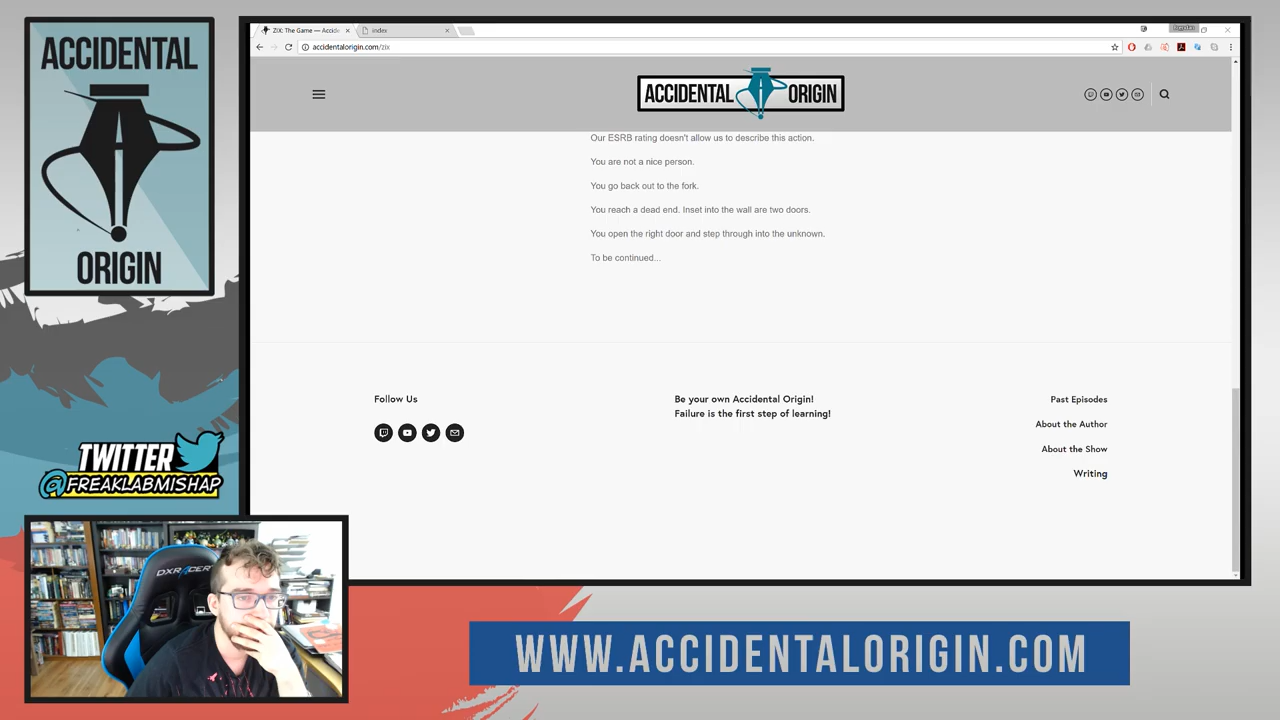 ACCIDENTAL
ORIGIN
ZIX: The Game — Accide
index
accidentalorigin.com/zix
ACCIDENTAL ORIGIN
Our ESRB rating doesn't allow us to describe this action.
You are not a nice person.
You go back out to the fork.
You reach a dead end. Inset into the wall are two doors.
You open the right door and step through into the unknown.
To be continued...
Follow Us
Be your own Accidental Origin!
Failure is the first step of learning!
Past Episodes
About the Author
About the Show
Writing
TWITTER
@FREAKLABMISHAP
DXRACER
WWW.ACCIDENTALORIGIN.COM